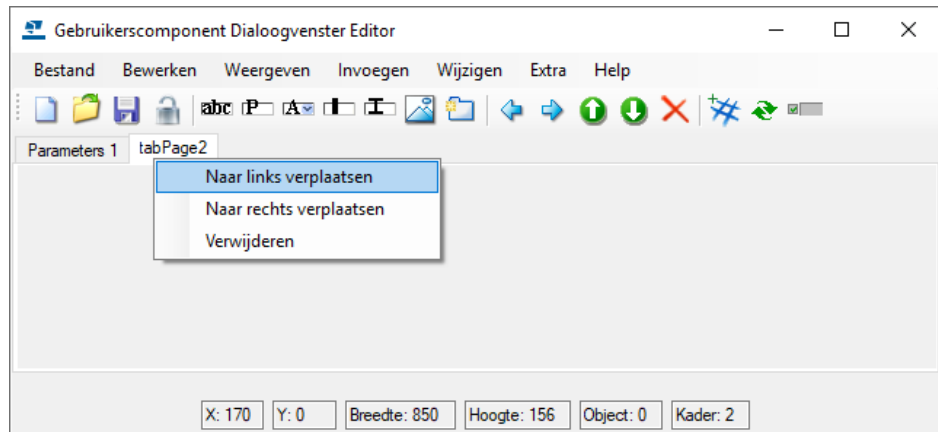 Gebruikerscomponent Dialoogvenster Editor
Bestand Bewerken Weergeven Invoegen Wijzigen Extra Help
abc P A I
Parameters 1 tabPage2
Naar links verplaatsen
Naar rechts verplaatsen
Verwijderen
X: 170 Y: 0 Breedte: 850 Hoogte: 156 Object: 0 Kader: 2